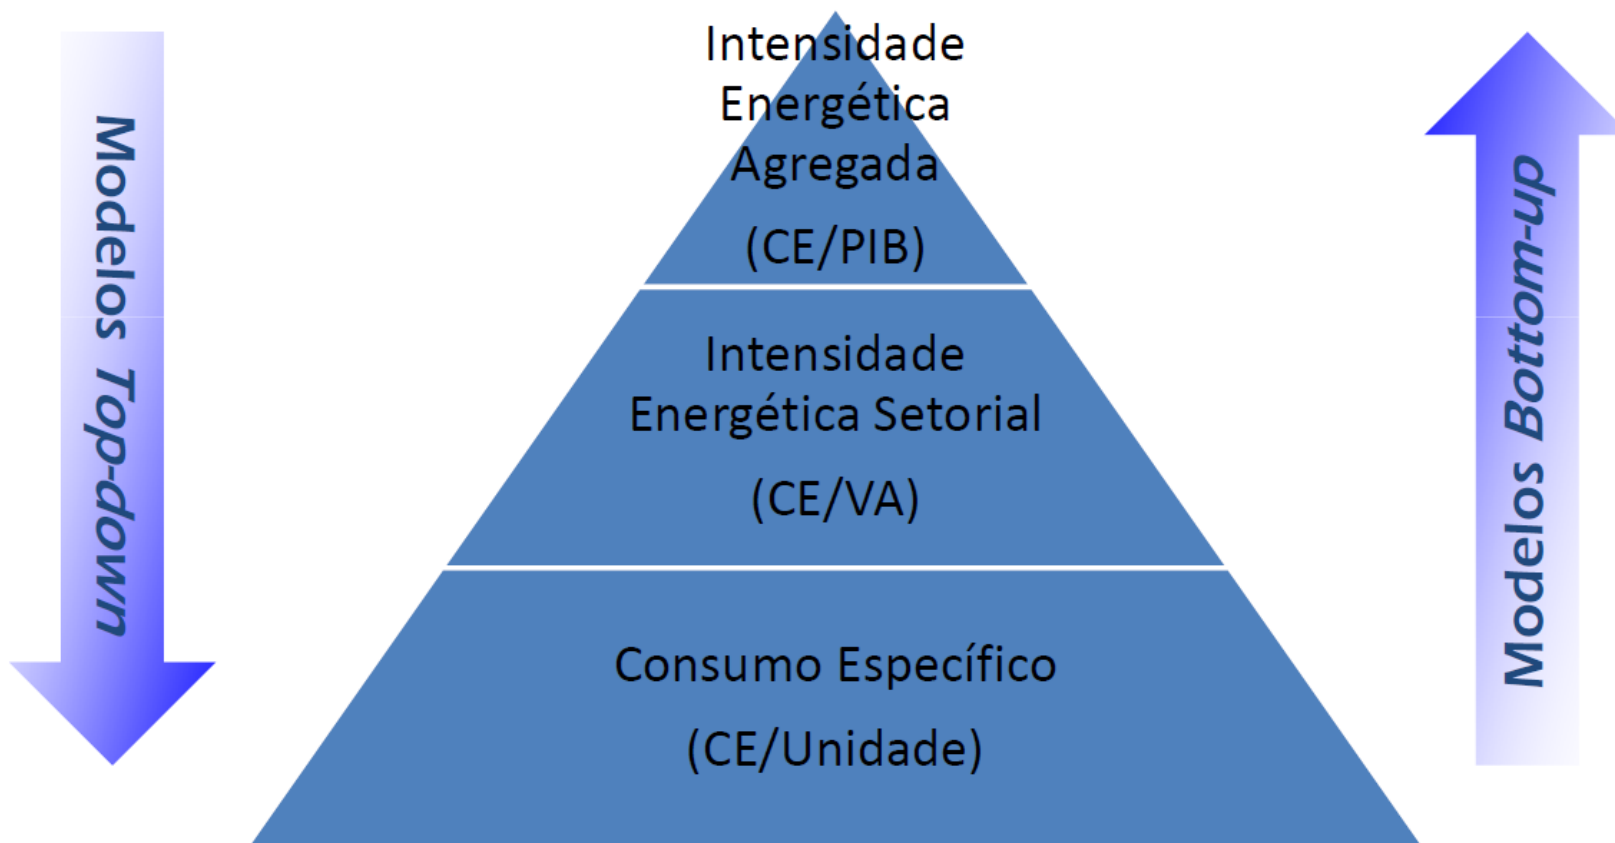 Modelos Top-down
Intensidade
Energética
Agregada
(CE/PIB)
Intensidade
Energética Setorial
(CE/VA)
Consumo Específico
(CE/Unidade)
Modelos Bottom-up